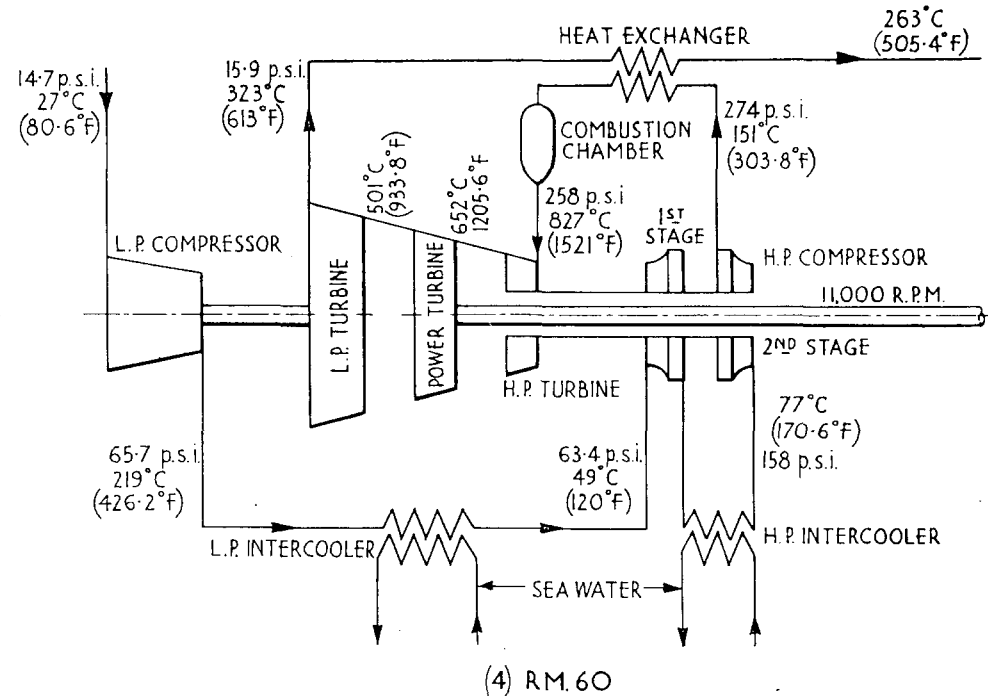 263°C
(505·4°F)
HEAT EXCHANGER
14·7 p.s.i.
27°C
(80·6°F)
15·9 p.s.i.
323°C
(613°F)
COMBUSTION
CHAMBER
274 p.s.i.
151°C
(303·8°F)
501°C
(933·8°F)
652°C
1205·6°F
258 p.s.i
827°C
(1521°F)
1ST
STAGE
L.P. COMPRESSOR
H.P. COMPRESSOR
11,000 R.P.M.
L.P. TURBINE
POWER TURBINE
H.P. TURBINE
2ND STAGE
77°C
(170·6°F)
158 p.s.i.
65·7 p.s.i.
219°C
(426·2°F)
63·4 p.s.i.
49°C
(120°F)
L.P. INTERCOOLER
H.P. INTERCOOLER
SEA WATER
(4) RM.60